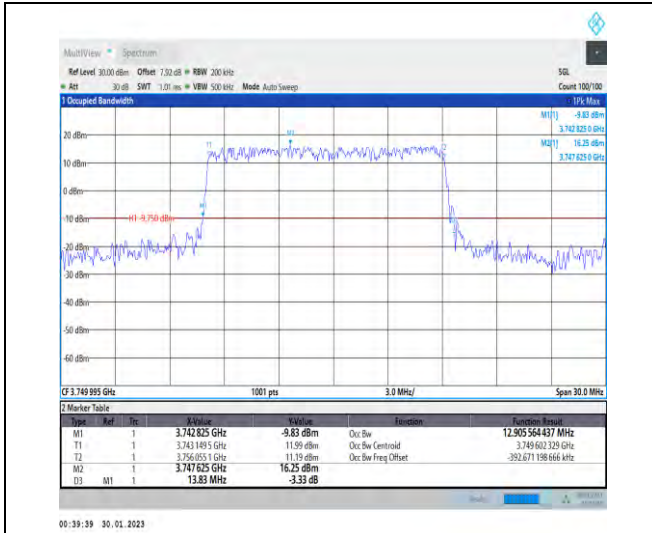 MultiView Spectrum
Ref Level 30.00 dBm Offset 7.92 dB RBW 200 kHz SGL
Att 30 dB SWT 1.01 ms VBW 500 kHz Mode Auto Sweep Count 100/100
1 Occupied Bandwidth 1Pk Max
M1[1] -9.83 dBm
3.742 825 0 GHz
M2[1] 16.25 dBm
3.747 625 0 GHz
20 dBm
10 dBm
0 dBm
-10 dBm
H1 -9.750 dBm
-20 dBm
-30 dBm
-40 dBm
-50 dBm
-60 dBm
T1
M2
CF 3.749 995 GHz 1001 pts 3.0 MHz/ Span 30.0 MHz
2 Marker Table
Type Ref Trc X-Value Y-Value Function Function Result
M1 1 3.742 825 GHz -9.83 dBm Occ Bw 12.905 564 437 MHz
T1 1 3.743 149 5 GHz 11.99 dBm Occ Bw Centroid 3.749 602 329 GHz
T2 1 3.756 055 1 GHz 11.19 dBm Occ Bw Freq Offset -392.671 198 666 kHz
M2 1 3.747 625 GHz 16.25 dBm
D3 M1 1 13.83 MHz -3.33 dB
00:39:39 30.01.2023